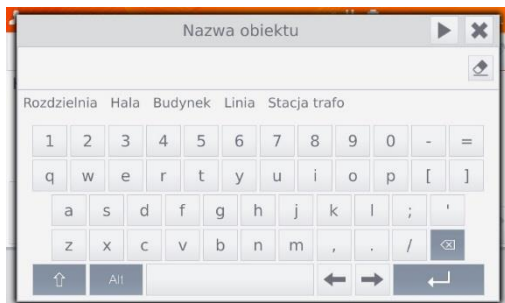 Nazwa obiektu
Rozdzielnia Hala Budynek Linia Stacja trafo
1 2 3 4 5 6 7 8 9 0 - =
q w e r t y u i o p [ ]
a s d f g h j k l ; '
z x c v b n m , . /
Alt